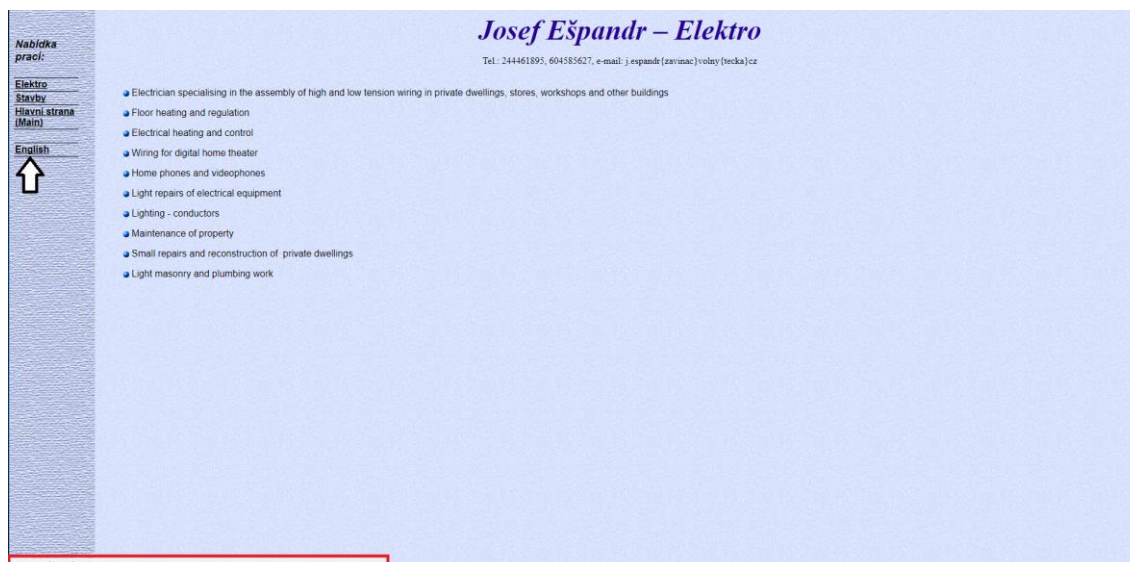 Josef Ešpandr – Elektro
Tel.: 244461895, 604585627, e-mail: j.espandr{zavinac}volny{tecka}cz
Nabídka
prací:
Elektro
Stavby
Hlavní strana
(Main)
English
Electrician specialising in the assembly of high and low tension wiring in private dwellings, stores, workshops and other buildings
Floor heating and regulation
Electrical heating and control
Wiring for digital home theater
Home phones and videophones
Light repairs of electrical equipment
Lighting - conductors
Maintenance of property
Small repairs and reconstruction of private dwellings
Light masonry and plumbing work